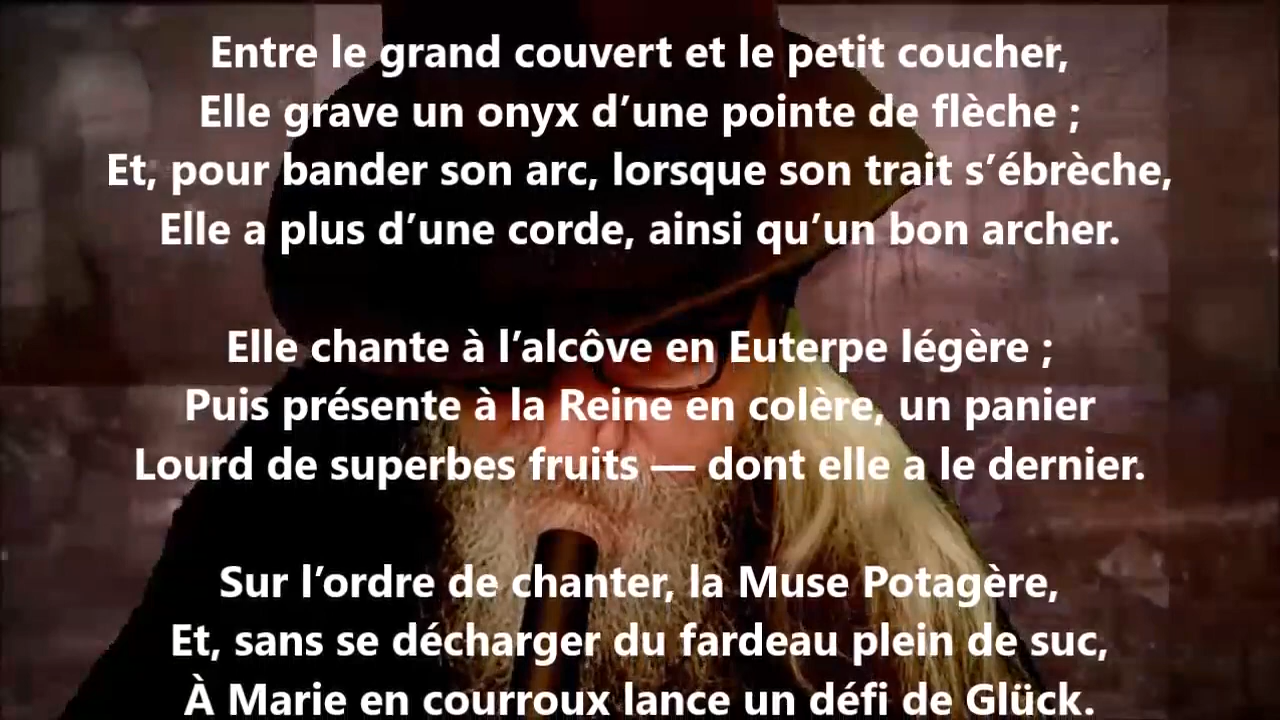 Entre le grand couvert et le petit coucher,
Elle grave un onyx d’une pointe de flèche ;
Et, pour bander son arc, lorsque son trait s’ébrèche,
Elle a plus d’une corde, ainsi qu’un bon archer.
Elle chante à l’alcôve en Euterpe légère ;
Puis présente à la Reine en colère, un panier
Lourd de superbes fruits — dont elle a le dernier.
Sur l’ordre de chanter, la Muse Potagère,
Et, sans se décharger du fardeau plein de suc,
À Marie en courroux lance un défi de Glück.